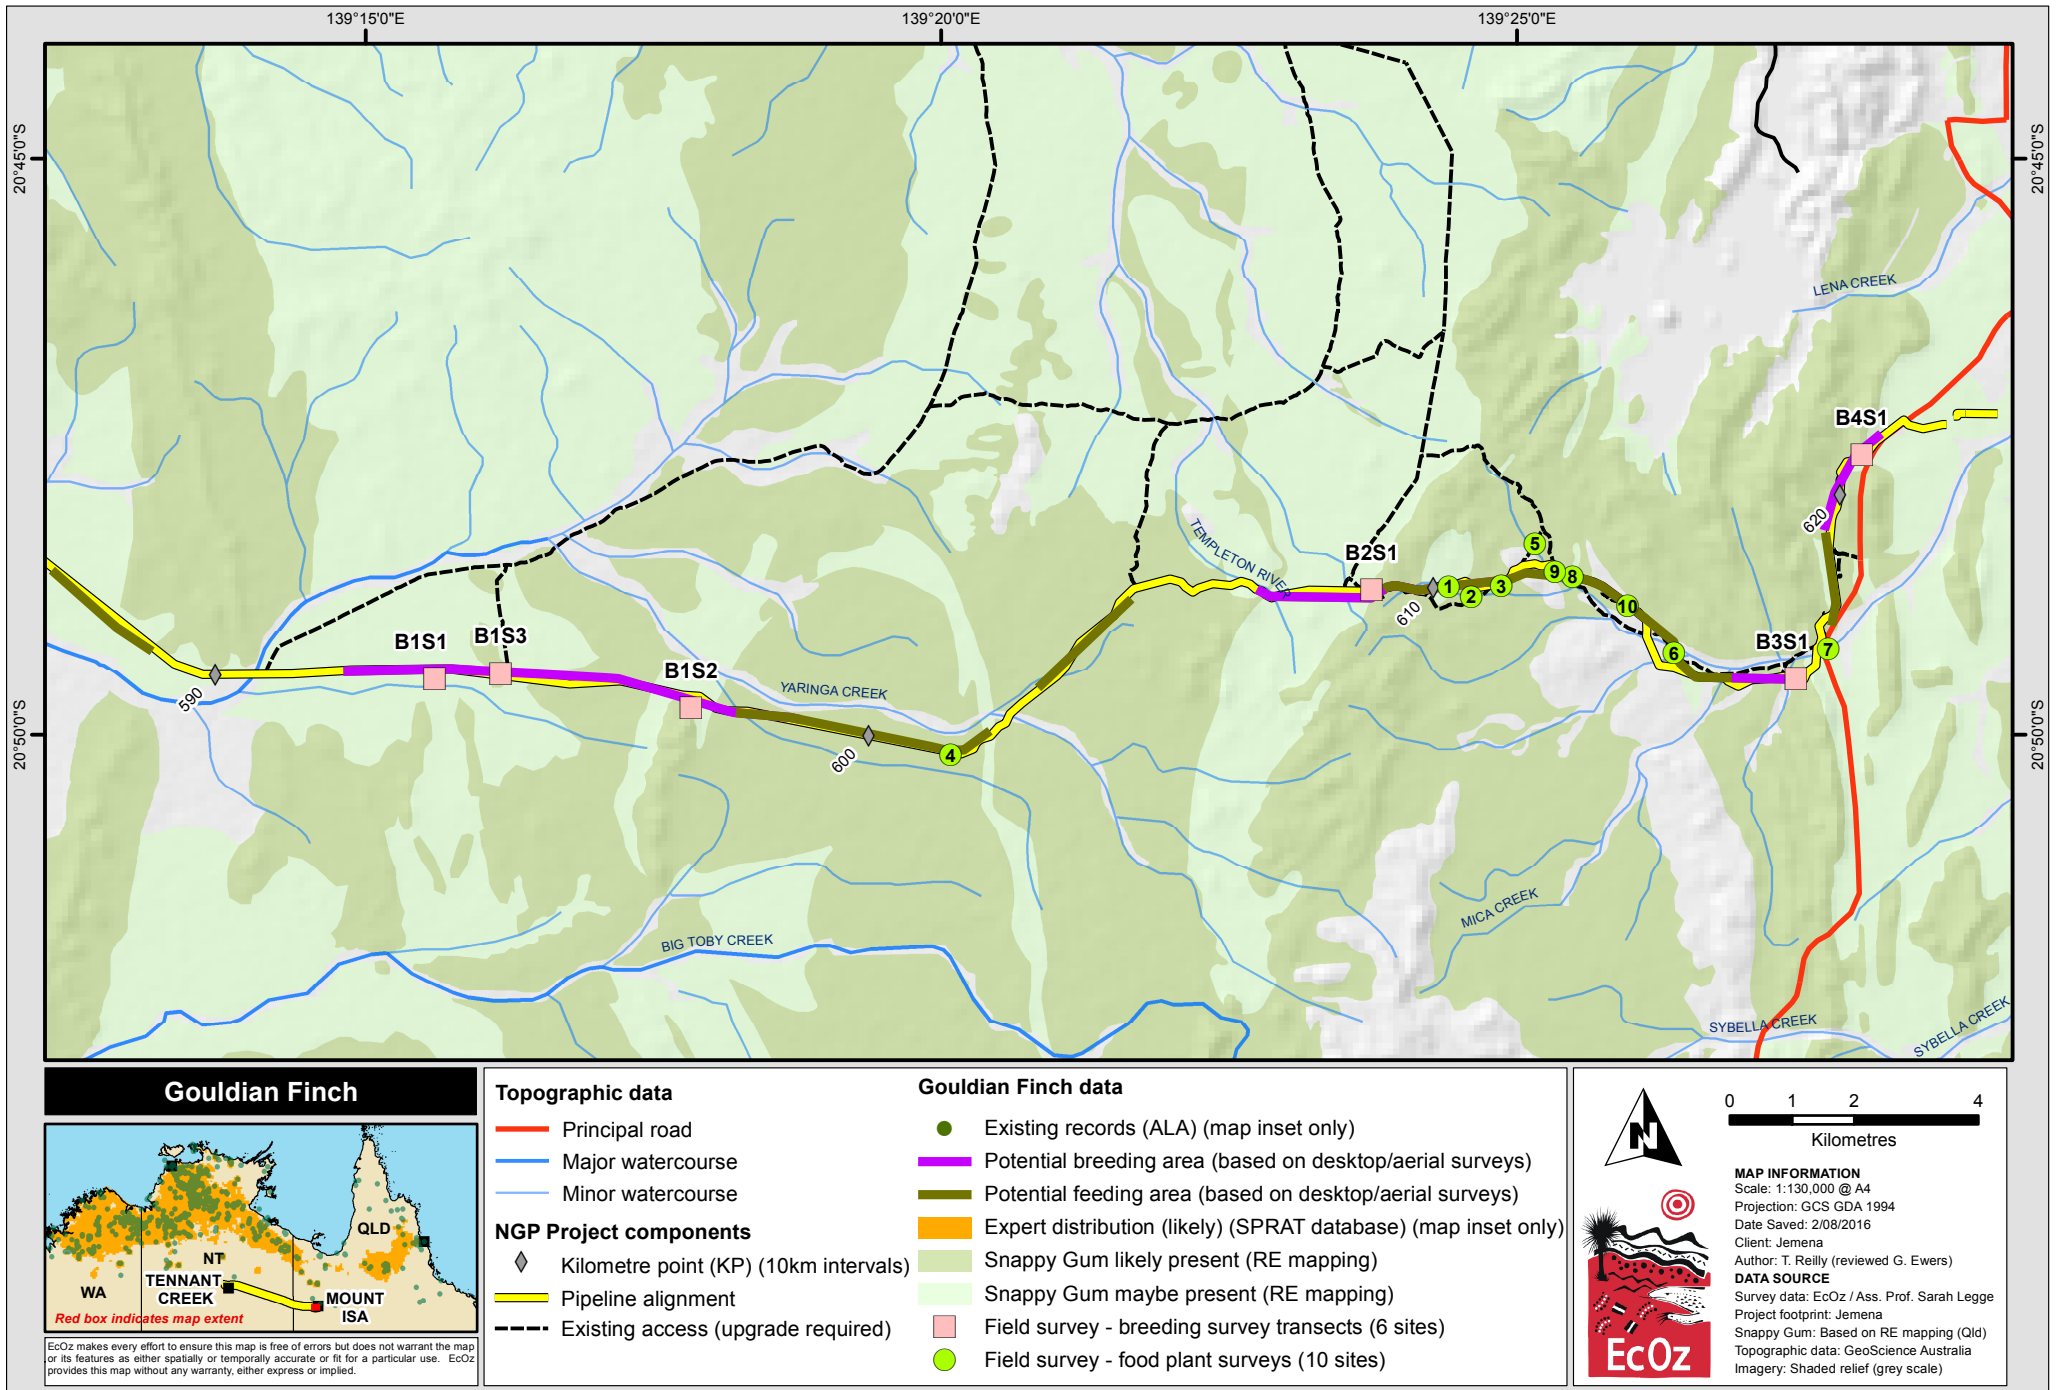 139°15'0"E
139°20'0"E
139°25'0"E
20°45'0"S
20°45'0"S
LENA CREEK
B4S1
TEMPLETON RIVER
B2S1
620
5
9
8
1
2
3
10
610
B1S1
B1S3
B1S2
6
B3S1
7
590
YARINGA CREEK
600
4
20°50'0"S
20°50'0"S
MICA CREEK
BIG TOBY CREEK
SYBELLA CREEK
SYBELLA CREEK
Gouldian Finch
QLD
NT
WA
TENNANT
CREEK
MOUNT
ISA
Red box indicates map extent
EcOz makes every effort to ensure this map is free of errors but does not warrant the map
or its features as either spatially or temporally accurate or fit for a particular use. EcOz
provides this map without any warranty, either express or implied.
Topographic data
Principal road
Major watercourse
Minor watercourse
NGP Project components
Kilometre point (KP) (10km intervals)
Pipeline alignment
Existing access (upgrade required)
Gouldian Finch data
Existing records (ALA) (map inset only)
Potential breeding area (based on desktop/aerial surveys)
Potential feeding area (based on desktop/aerial surveys)
Expert distribution (likely) (SPRAT database) (map inset only)
Snappy Gum likely present (RE mapping)
Snappy Gum maybe present (RE mapping)
Field survey - breeding survey transects (6 sites)
Field survey - food plant surveys (10 sites)
N
0 1 2 4
Kilometres
MAP INFORMATION
Scale: 1:130,000 @ A4
Projection: GCS GDA 1994
Date Saved: 2/08/2016
Client: Jemena
Author: T. Reilly (reviewed G. Ewers)
DATA SOURCE
Survey data: EcOz / Ass. Prof. Sarah Legge
Project footprint: Jemena
Snappy Gum: Based on RE mapping (Qld)
Topographic data: GeoScience Australia
Imagery: Shaded relief (grey scale)
EcOz